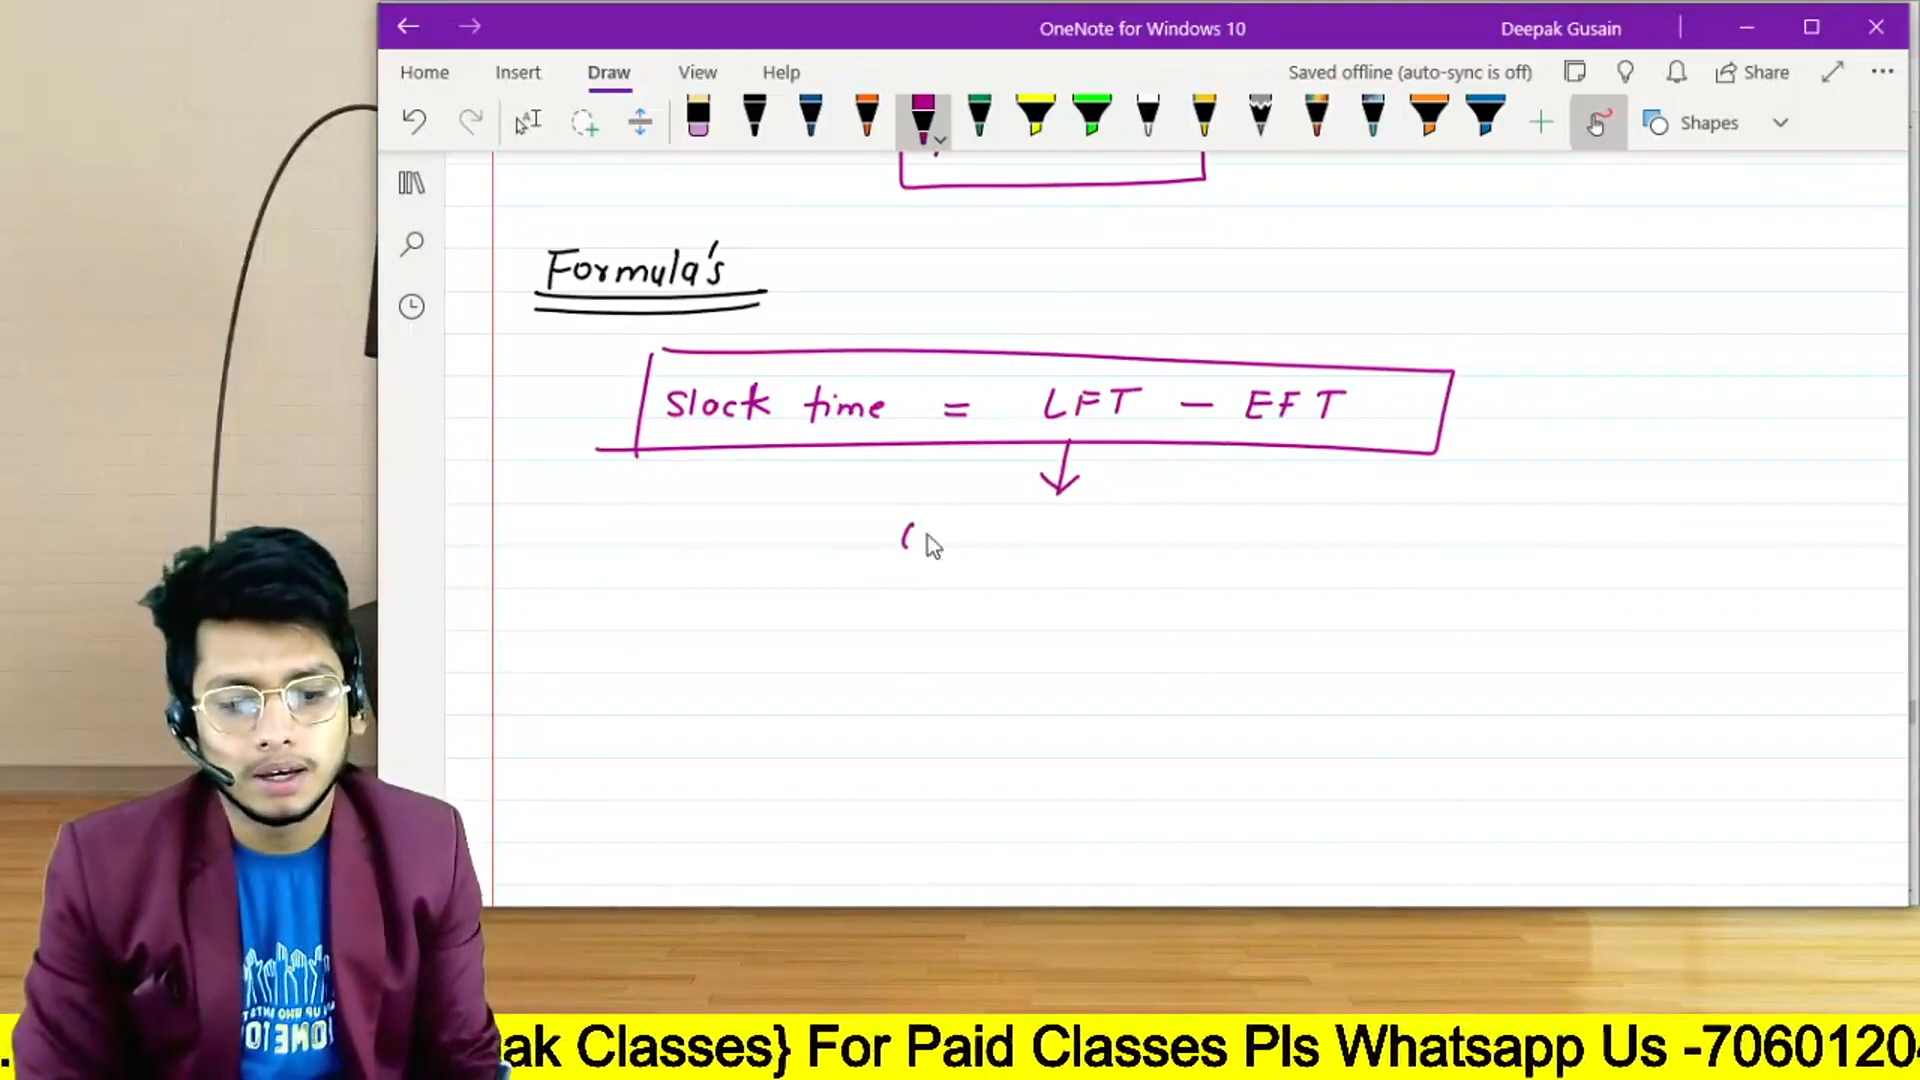 OneNote for Windows 10
Deepak Gusain
Home Insert Draw View Help
Saved offline (auto-sync is off) Share
Shapes
Formula's
Slack time = LFT - EFT
(
ak Classes} For Paid Classes Pls Whatsapp Us -7060120